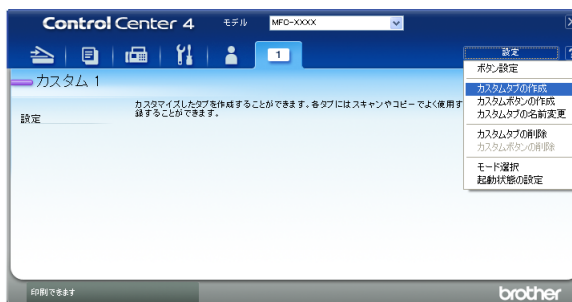 Control Center 4 モデル MFC-XXXX
1 設定 ?
カスタム 1
ボタン設定
設定
カスタマイズしたタブを作成することができます。各タブにはスキャンやコピーでよく使用す
録することができます。
カスタムタブの作成
カスタムボタンの作成
カスタムタブの名前変更
カスタムタブの削除
カスタムボタンの削除
モード選択
起動状態の設定
印刷できます
brother